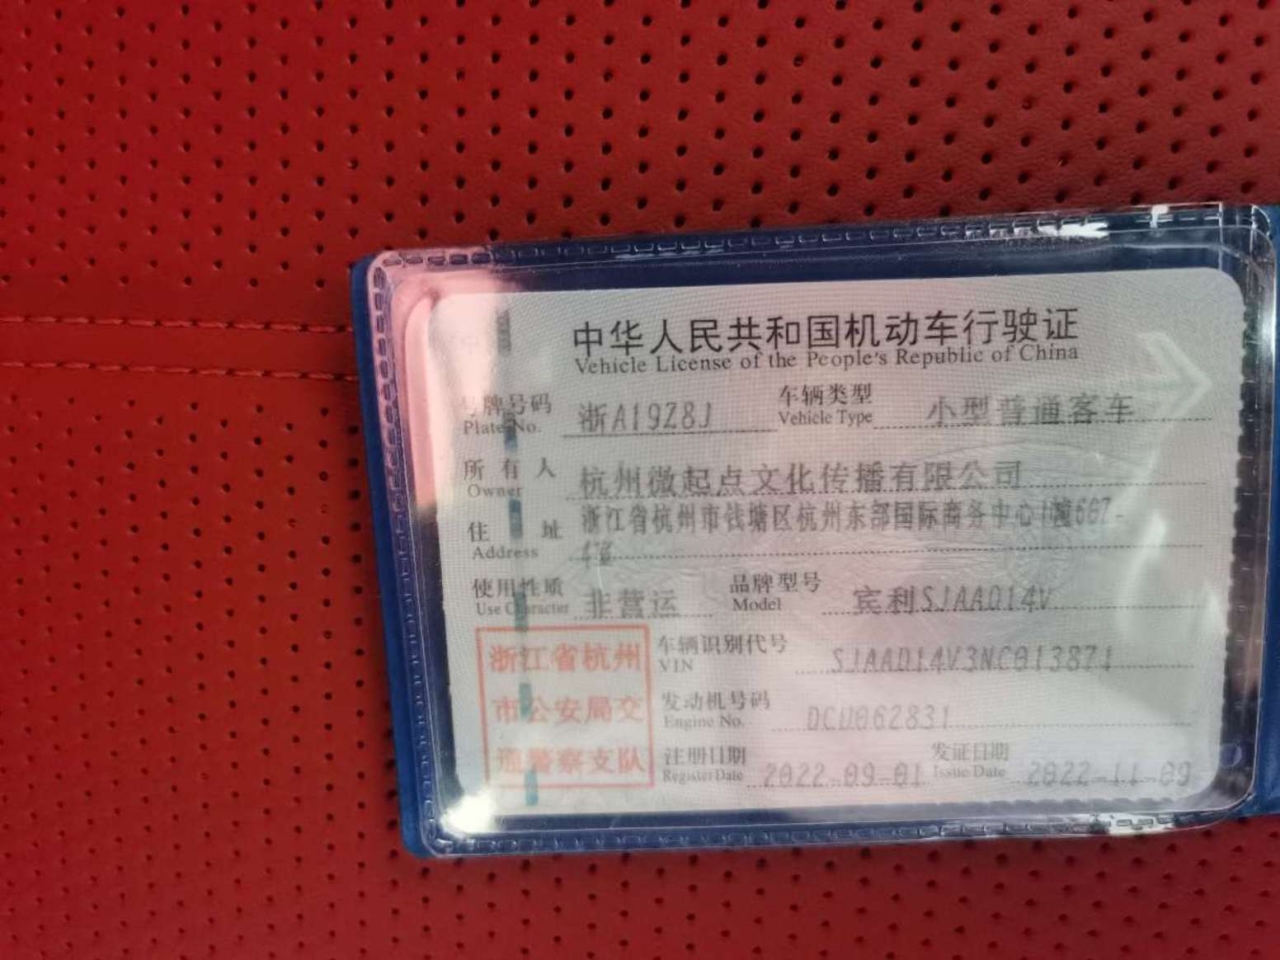 中华人民共和国机动车行驶证
Vehicle License of the People's Republic of China
号牌号码 浙A19Z8J 车辆类型 小型普通客车
Plate No. Vehicle Type
所有人 杭州微起点文化传播有限公司
Owner
住址 浙江省杭州市钱塘区杭州东部国际商务中心1幢607-
Address 4室
使用性质 非营运 品牌型号 宾利SJAAD14V
Use Character Model
浙江省杭州 车辆识别代号 SJAAD14V3NC013871
VIN
市公安局交 发动机号码 DCU062831
Engine No.
通警察支队 注册日期 2022-09-01 发证日期 2022-11-09
Register Date Issue Date